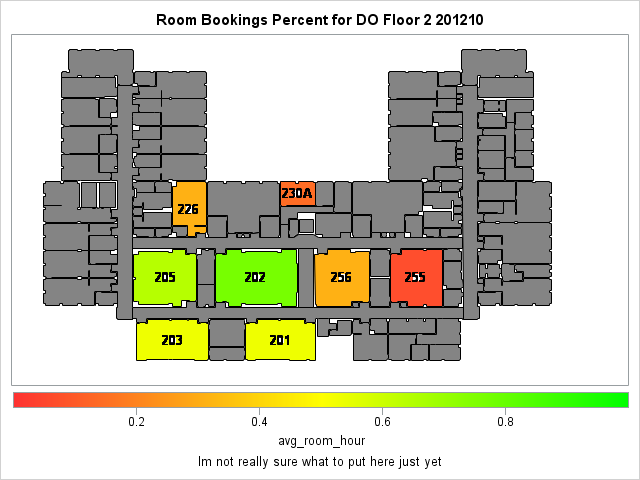 Room Bookings Percent for DO Floor 2 201210
230A
226
205
202
256
255
203
201
0.2 0.4 0.6 0.8
avg_room_hour
Im not really sure what to put here just yet